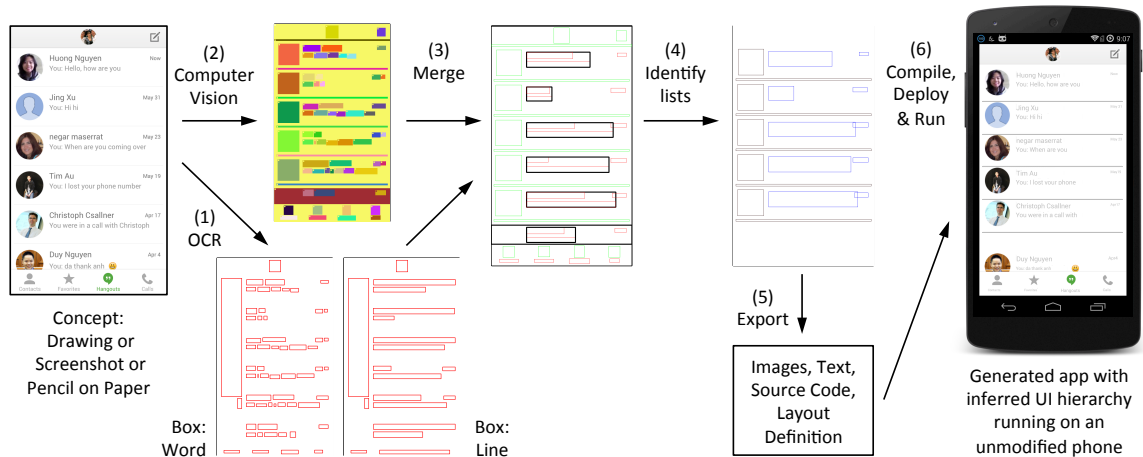 Huong Nguyen
Now
You: Hello, how are you
Jing Xu
May 31
You: Hi hi
negar maserrat
May 23
You: When are you coming over
Tim Au
May 19
You: I lost your phone number
Christoph Csallner
Apr 17
You were in a call with Christoph
Duy Nguyen
Apr 4
You: da thank anh
Contacts
Favorites
Hangouts
Calls
Concept:
Drawing or
Screenshot or
Pencil on Paper
(2)
Computer
Vision
(1)
OCR
Box:
Word
Box:
Line
(3)
Merge
(4)
Identify
lists
(5)
Export
Images, Text,
Source Code,
Layout
Definition
(6)
Compile,
Deploy
& Run
9:07
Huong Nguyen
You: Hello, how are you
Jing Xu
You: Hi hi
negar maserrat
You: When are you
Tim Au
You: I lost your phone
Christoph Csallner
You were in a call with
Duy Nguyen
You: da thank anh
Hangouts
Generated app with
inferred UI hierarchy
running on an
unmodified phone